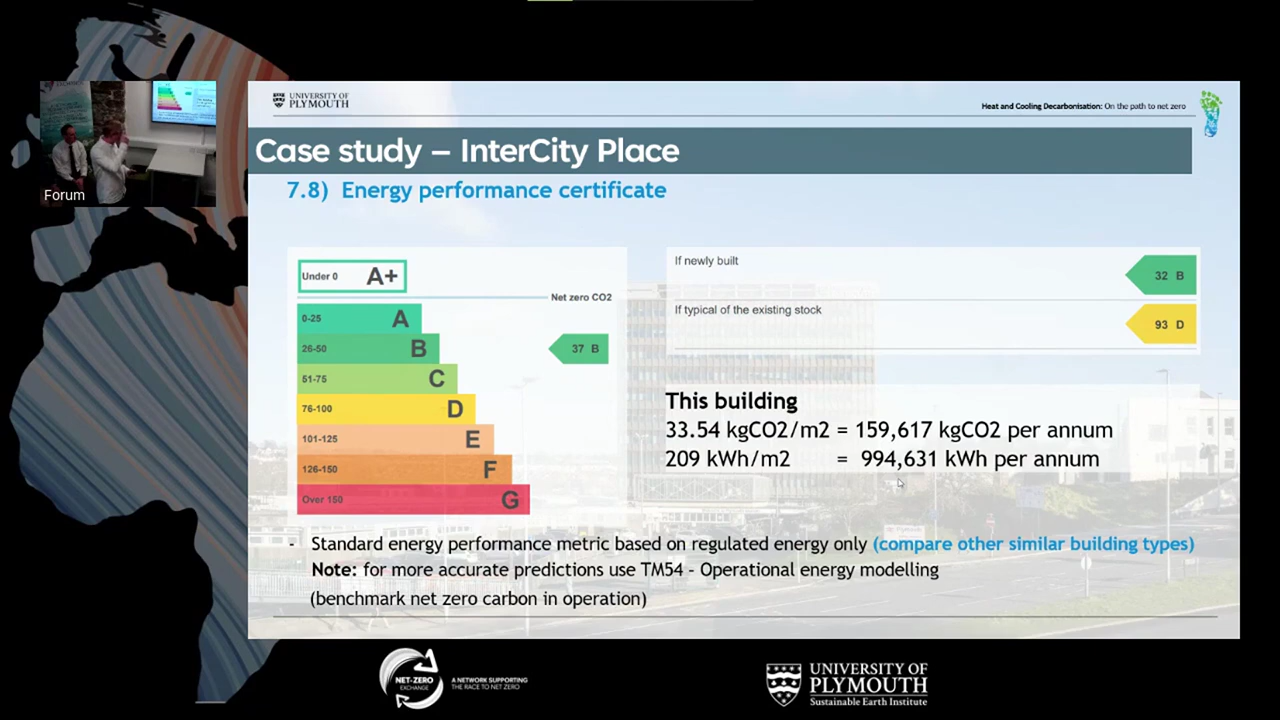 UNIVERSITY OF
PLYMOUTH
Heat and Cooling Decarbonisation: On the path to net zero
Case study – InterCity Place
Forum
7.8) Energy performance certificate
Under 0 A+
Net zero CO2
0-25 A
26-50 B
37 B
51-75 C
76-100 D
101-125 E
126-150 F
Over 150 G
If newly built
32 B
If typical of the existing stock
93 D
This building
33.54 kgCO2/m2 = 159,617 kgCO2 per annum
209 kWh/m2 = 994,631 kWh per annum
- Standard energy performance metric based on regulated energy only (compare other similar building types)
Note: for more accurate predictions use TM54 – Operational energy modelling
(benchmark net zero carbon in operation)
NET-ZERO
EXCHANGE
A NETWORK SUPPORTING
THE RACE TO NET ZERO
UNIVERSITY OF
PLYMOUTH
Sustainable Earth Institute